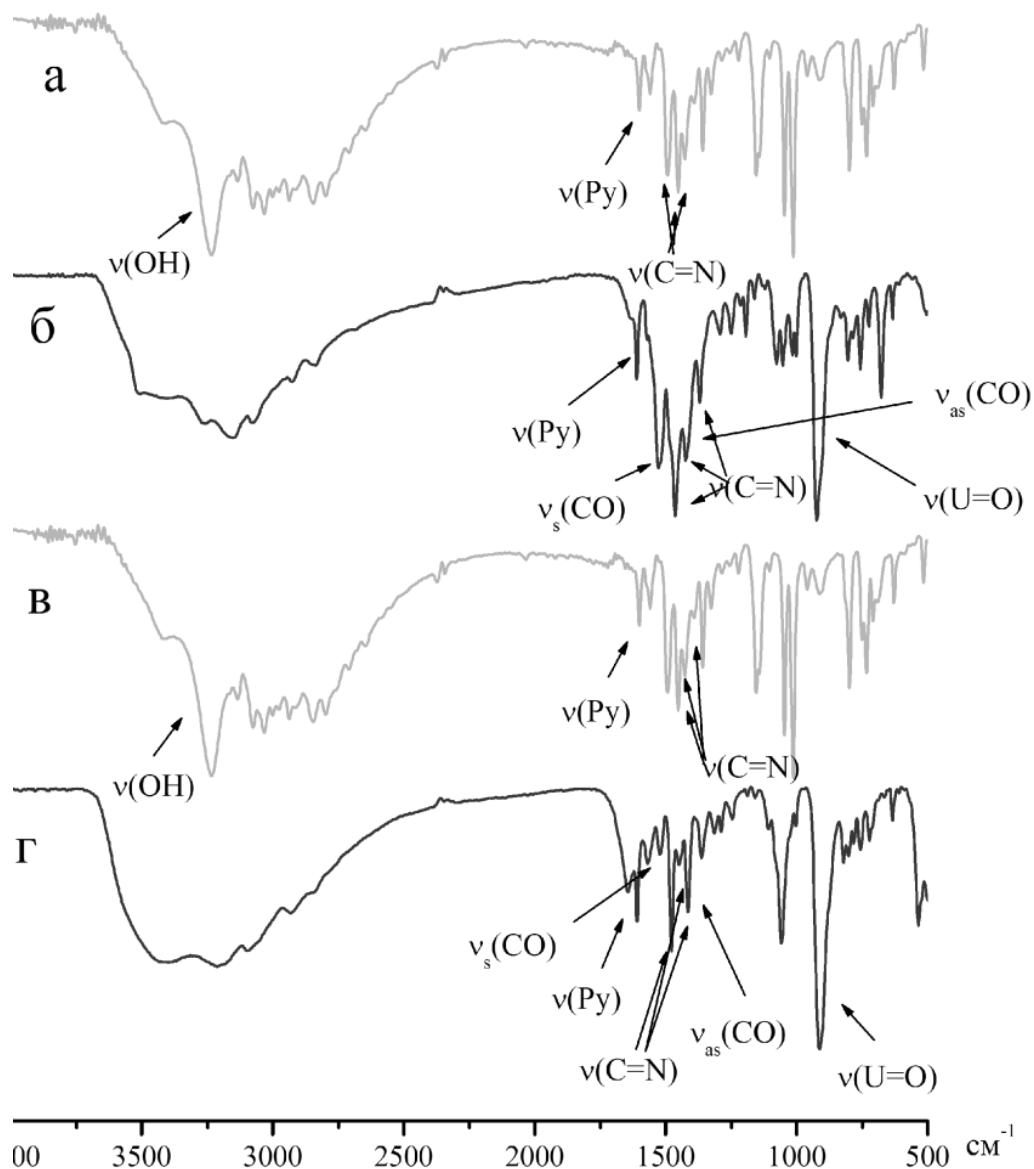 а
ν(Py)
ν(OH)
ν(C=N)
б
ν_as(CO)
ν(Py)
ν(C=N)
ν_s(CO)
ν(U=O)
в
ν(Py)
ν(OH)
ν(C=N)
г
ν_s(CO)
ν(Py)
ν_as(CO)
ν(C=N)
ν(U=O)
00 3500 3000 2500 2000 1500 1000 500 см⁻¹